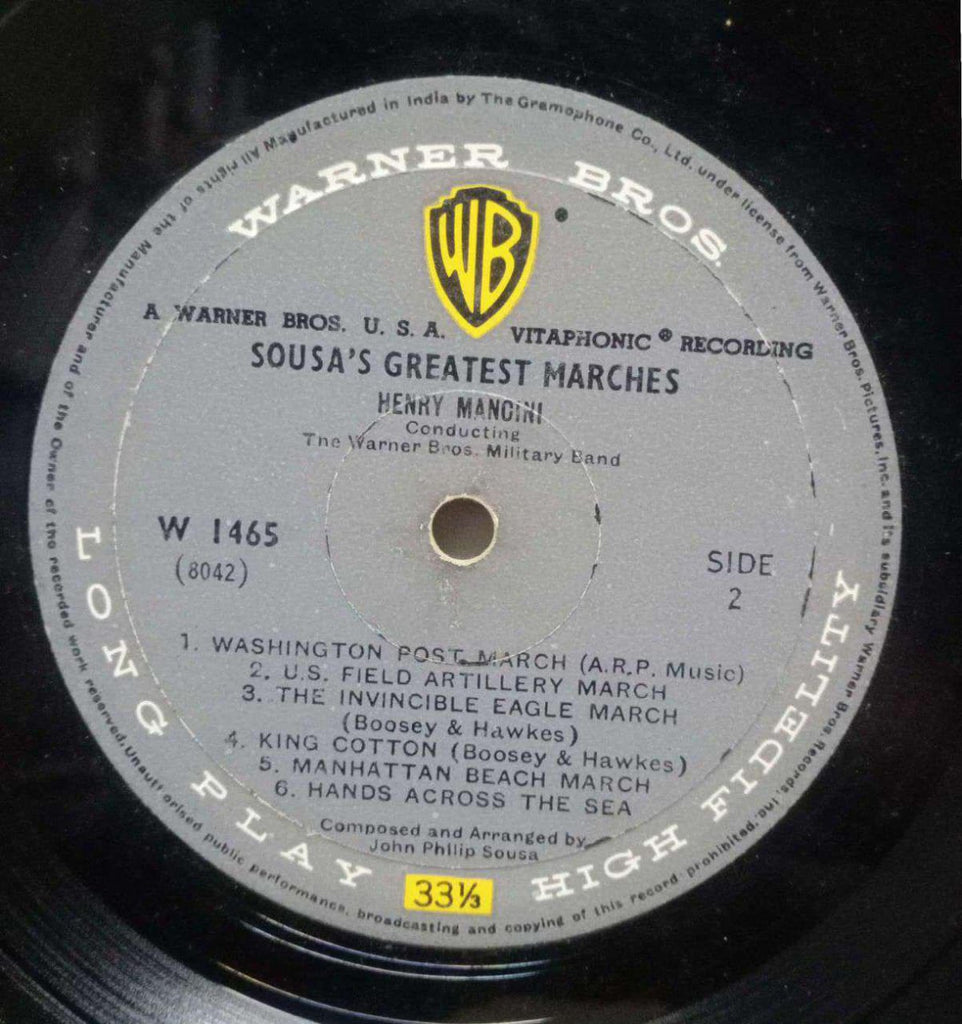 Manufactured in India by The Gramophone Co., Ltd. under license from Warner Bros. Pictures, Inc. and it's subsidiary Warner Bros. Records, Inc.
All rights of the Manufacturer and of the Owner of the recorded work reserved. Unauthorised public performance, broadcasting and copying of this record prohibited.
WARNER BROS.
WB
A WARNER BROS. U. S. A. VITAPHONIC ® RECORDING
SOUSA'S GREATEST MARCHES
HENRY MANCINI
Conducting
The Warner Bros. Military Band
W 1465
(8042)
SIDE
2
1. WASHINGTON POST MARCH (A.R.P. Music)
2. U.S. FIELD ARTILLERY MARCH
3. THE INVINCIBLE EAGLE MARCH
(Boosey & Hawkes)
4. KING COTTON (Boosey & Hawkes)
5. MANHATTAN BEACH MARCH
6. HANDS ACROSS THE SEA
Composed and Arranged by
John Philip Sousa
LONG PLAY
33⅓
HIGH FIDELITY